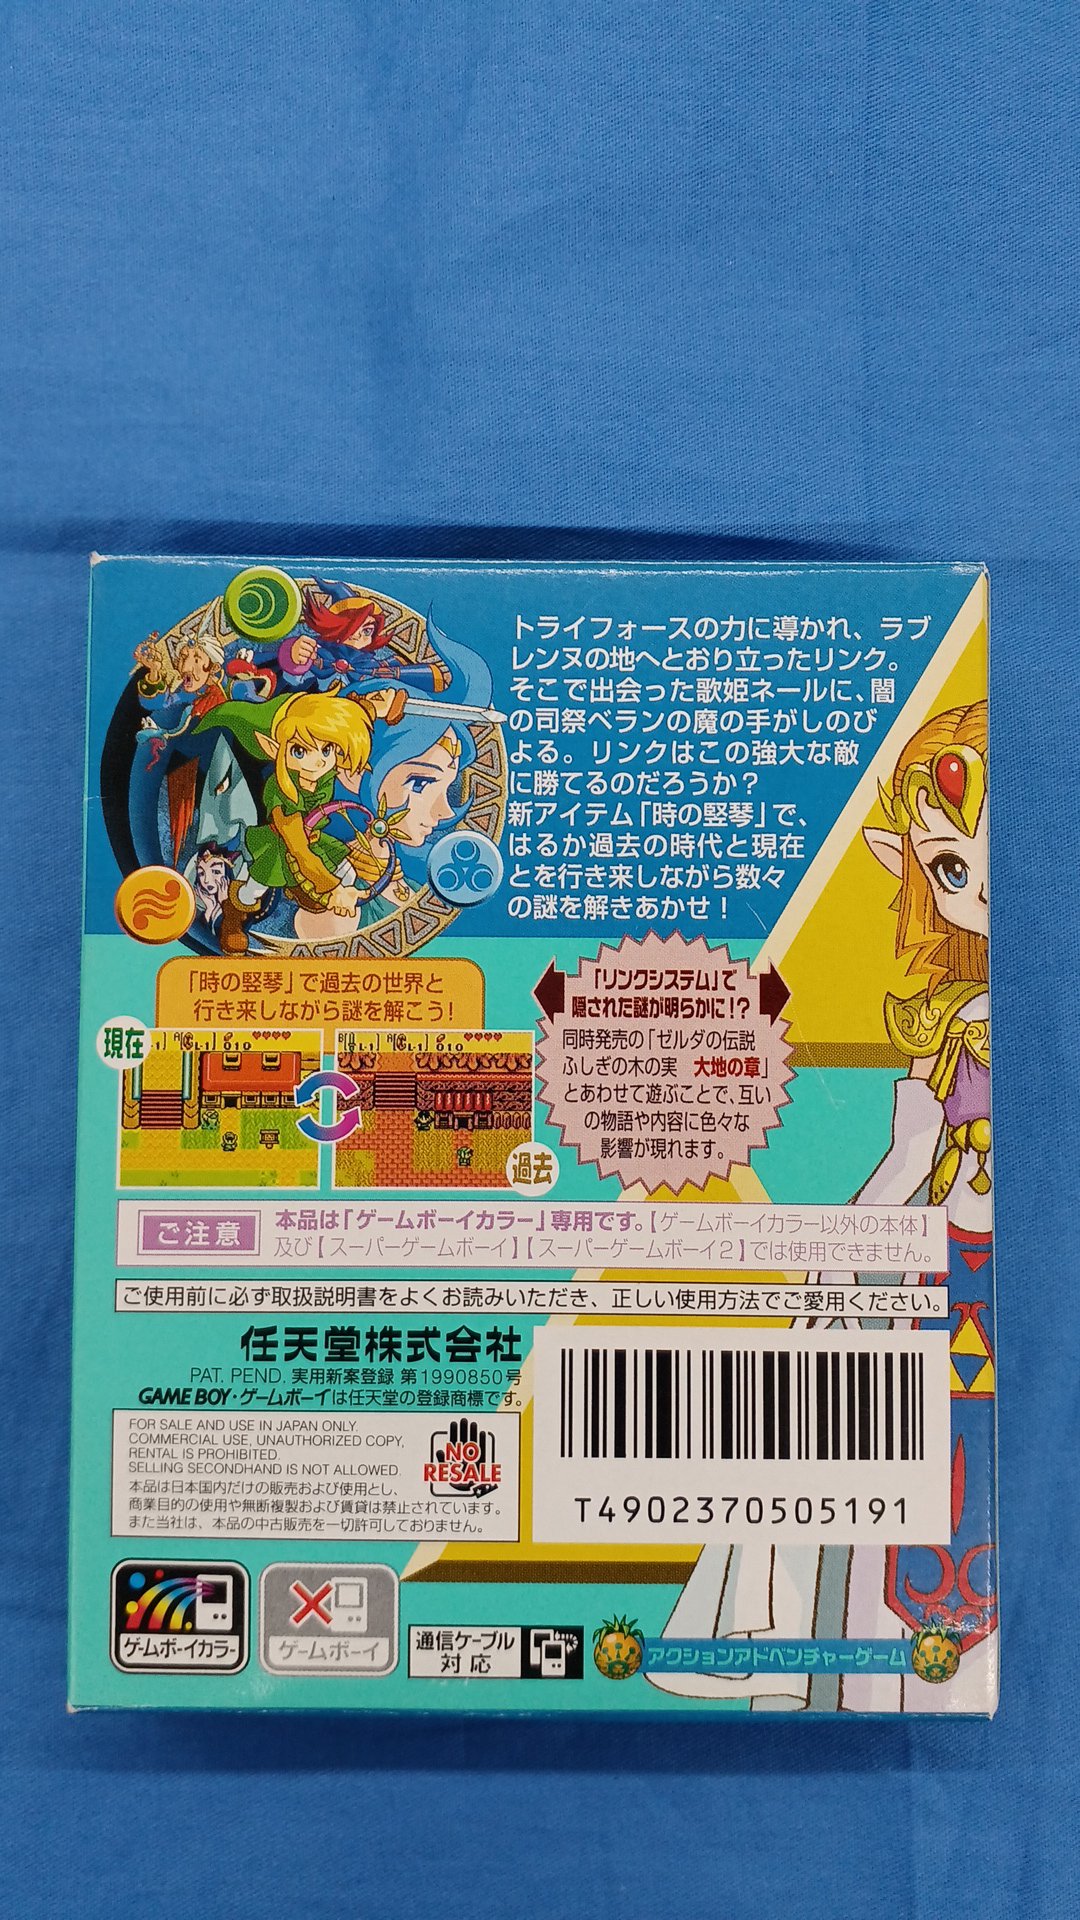 トライフォースの力に導かれ、ラブ
レンヌの地へとおり立ったリンク。
そこで出会った歌姫ネールに、闇
の司祭ベランの魔の手がしのび
よる。リンクはこの強大な敵
に勝てるのだろうか?
新アイテム「時の竪琴」で、
はるか過去の時代と現在
とを行き来しながら数々
の謎を解きあかせ!
「時の竪琴」で過去の世界と
行き来しながら謎を解こう!
現在
L-1
010
L-1
L-1
010
過去
「リンクシステム」で
隠された謎が明らかに!?
同時発売の「ゼルダの伝説
ふしぎの木の実 大地の章」
とあわせて遊ぶことで、互い
の物語や内容に色々な
影響が現れます。
ご注意
本品は「ゲームボーイカラー」専用です。【ゲームボーイカラー以外の本体】
及び【スーパーゲームボーイ】【スーパーゲームボーイ2】では使用できません。
ご使用前に必ず取扱説明書をよくお読みいただき、正しい使用方法でご愛用ください。
任天堂株式会社
PAT. PEND. 実用新案登録 第1990850号
GAME BOY・ゲームボーイは任天堂の登録商標です。
FOR SALE AND USE IN JAPAN ONLY.
COMMERCIAL USE, UNAUTHORIZED COPY,
RENTAL IS PROHIBITED.
SELLING SECONDHAND IS NOT ALLOWED.
本品は日本国内だけの販売および使用とし、
商業目的の使用や無断複製および賃貸は禁止されています。
また当社は、本品の中古販売を一切許可しておりません。
NO
RESALE
T4902370505191
ゲームボーイカラー
ゲームボーイ
通信ケーブル
対応
アクションアドベンチャーゲーム